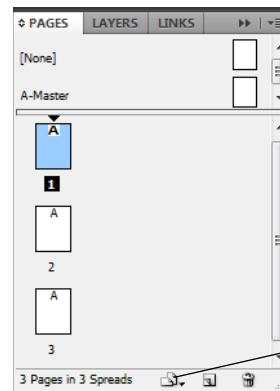 PAGES LAYERS LINKS
[None]
A-Master
A
1
A
2
A
3
3 Pages in 3 Spreads